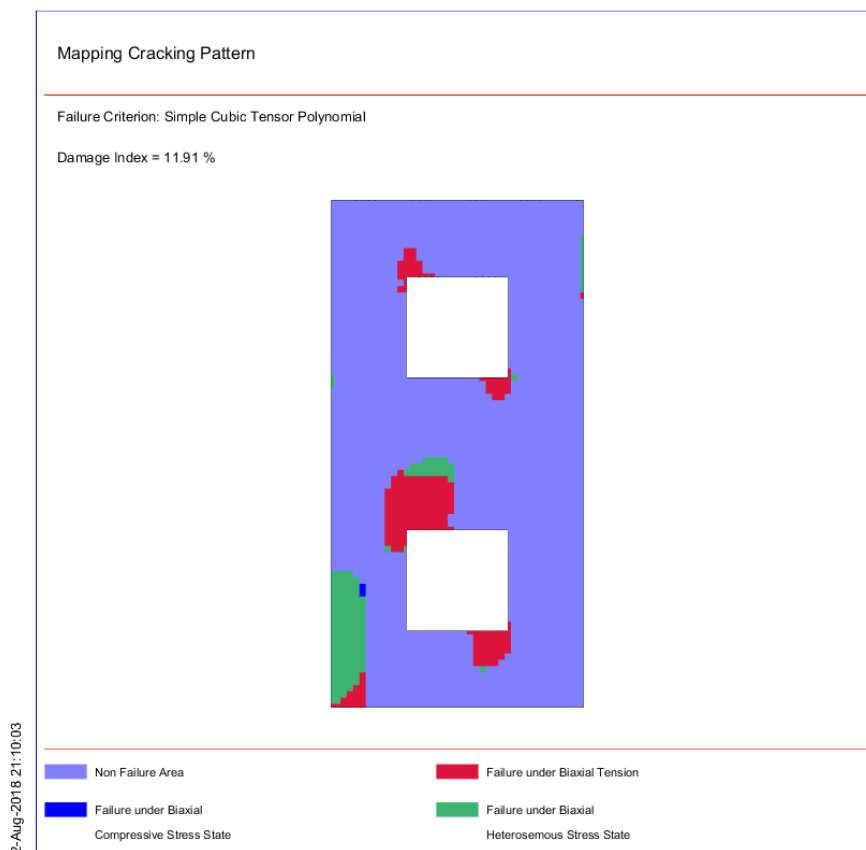 Mapping Cracking Pattern
Failure Criterion: Simple Cubic Tensor Polynomial
Damage Index = 11.91 %
2-Aug-2018 21:10:03
Non Failure Area
Failure under Biaxial Tension
Failure under Biaxial
Compressive Stress State
Failure under Biaxial
Heterosemous Stress State